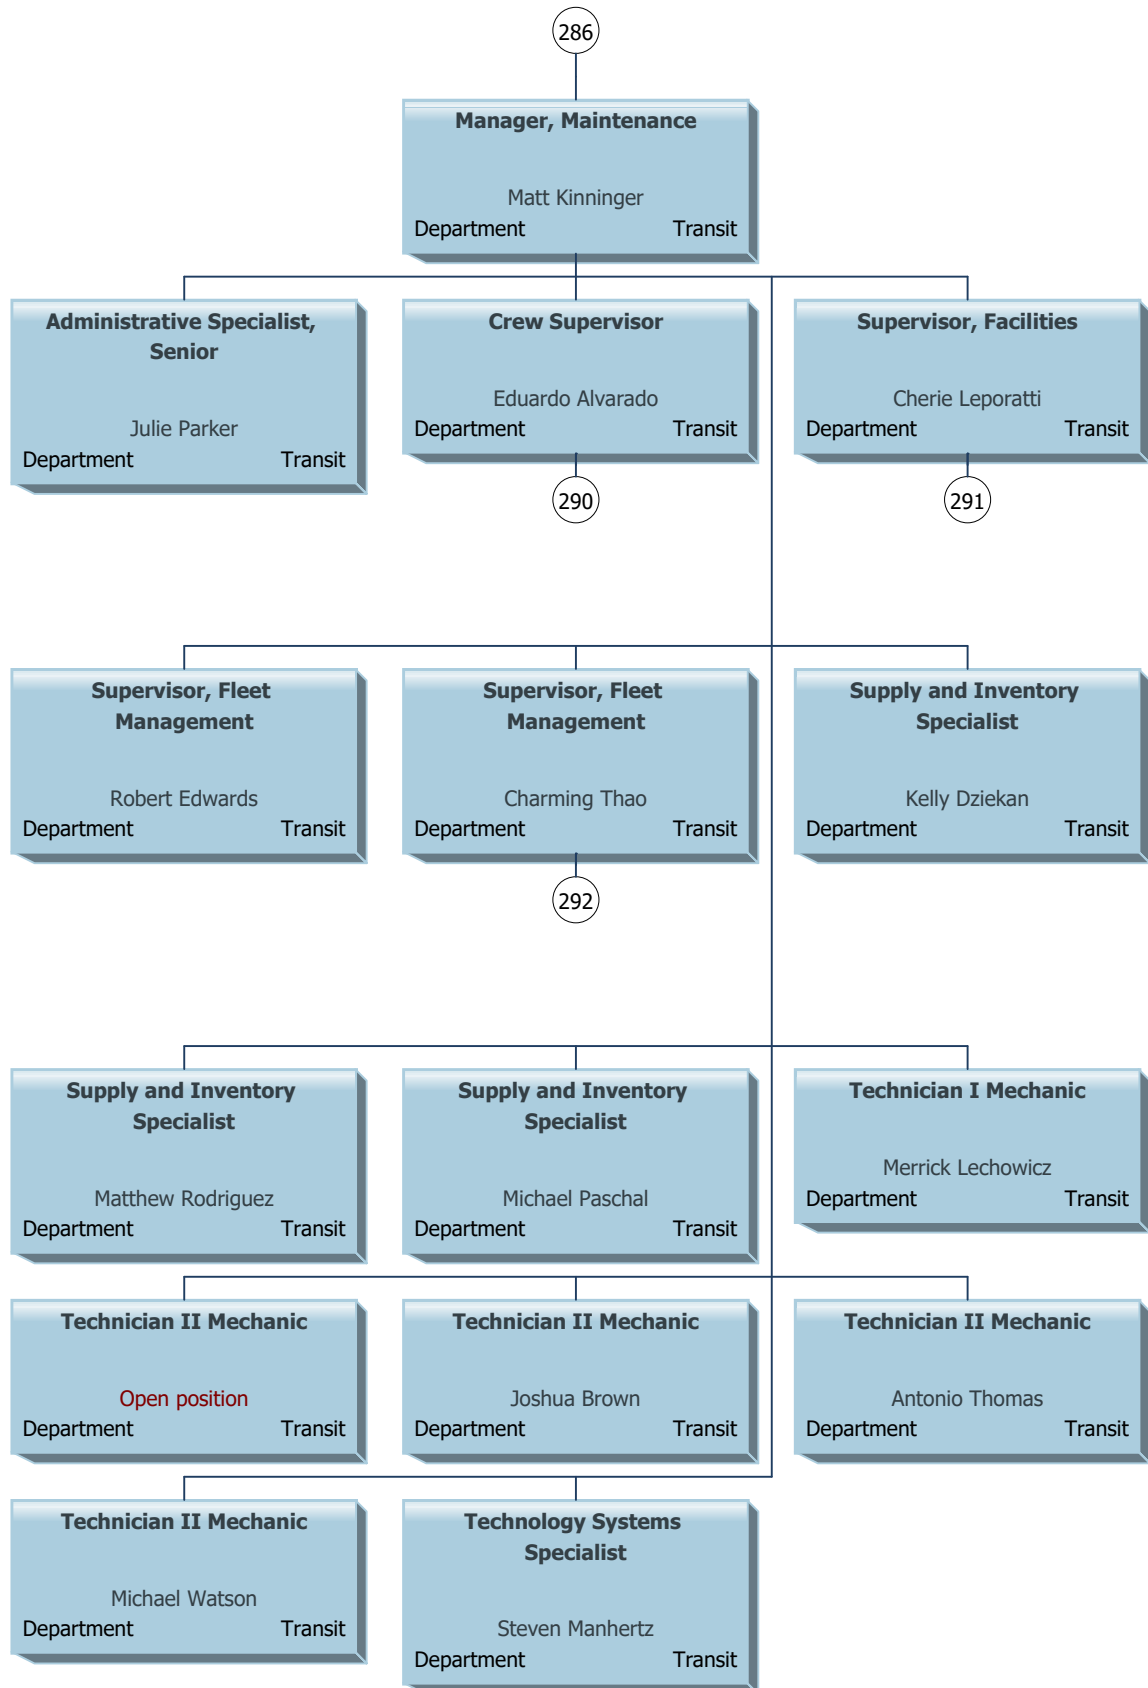 286
Manager, Maintenance
Matt Kinninger
Department Transit
Administrative Specialist,
Senior
Julie Parker
Department Transit
Crew Supervisor
Eduardo Alvarado
Department Transit
290
Supervisor, Facilities
Cherie Leporatti
Department Transit
291
Supervisor, Fleet
Management
Robert Edwards
Department Transit
Supervisor, Fleet
Management
Charming Thao
Department Transit
292
Supply and Inventory
Specialist
Kelly Dziekan
Department Transit
Supply and Inventory
Specialist
Matthew Rodriguez
Department Transit
Supply and Inventory
Specialist
Michael Paschal
Department Transit
Technician I Mechanic
Merrick Lechowicz
Department Transit
Technician II Mechanic
Open position
Department Transit
Technician II Mechanic
Joshua Brown
Department Transit
Technician II Mechanic
Antonio Thomas
Department Transit
Technician II Mechanic
Michael Watson
Department Transit
Technology Systems
Specialist
Steven Manhertz
Department Transit